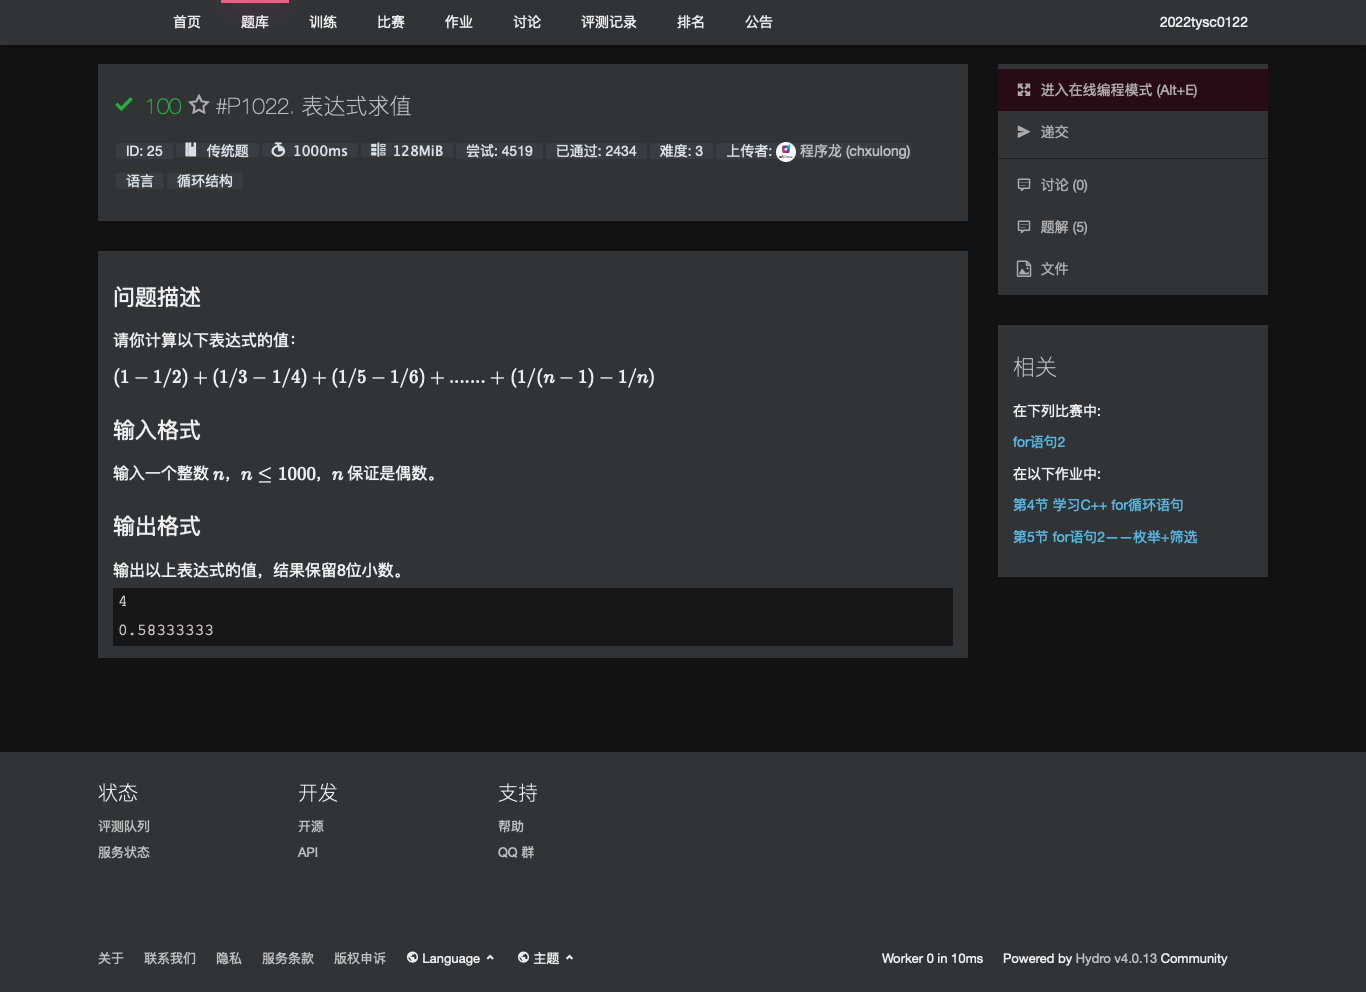 首页 题库 训练 比赛 作业 讨论 评测记录 排名 公告 2022tysc0122
100 #P1022. 表达式求值
ID: 25 传统题 1000ms 128MiB 尝试: 4519 已通过: 2434 难度: 3 上传者: 程序龙 (chxulong)
语言 循环结构
问题描述
请你计算以下表达式的值：
(1 − 1/2) + (1/3 − 1/4) + (1/5 − 1/6) + ....... + (1/(n − 1) − 1/n)
输入格式
输入一个整数 n，n ≤ 1000，n 保证是偶数。
输出格式
输出以上表达式的值，结果保留8位小数。
4
0.58333333
进入在线编程模式 (Alt+E)
递交
讨论 (0)
题解 (5)
文件
相关
在下列比赛中:
for语句2
在以下作业中:
第4节 学习C++ for循环语句
第5节 for语句2——枚举+筛选
状态 开发 支持
评测队列 开源 帮助
服务状态 API QQ 群
关于 联系我们 隐私 服务条款 版权申诉 Language 主题 Worker 0 in 10ms Powered by Hydro v4.0.13 Community